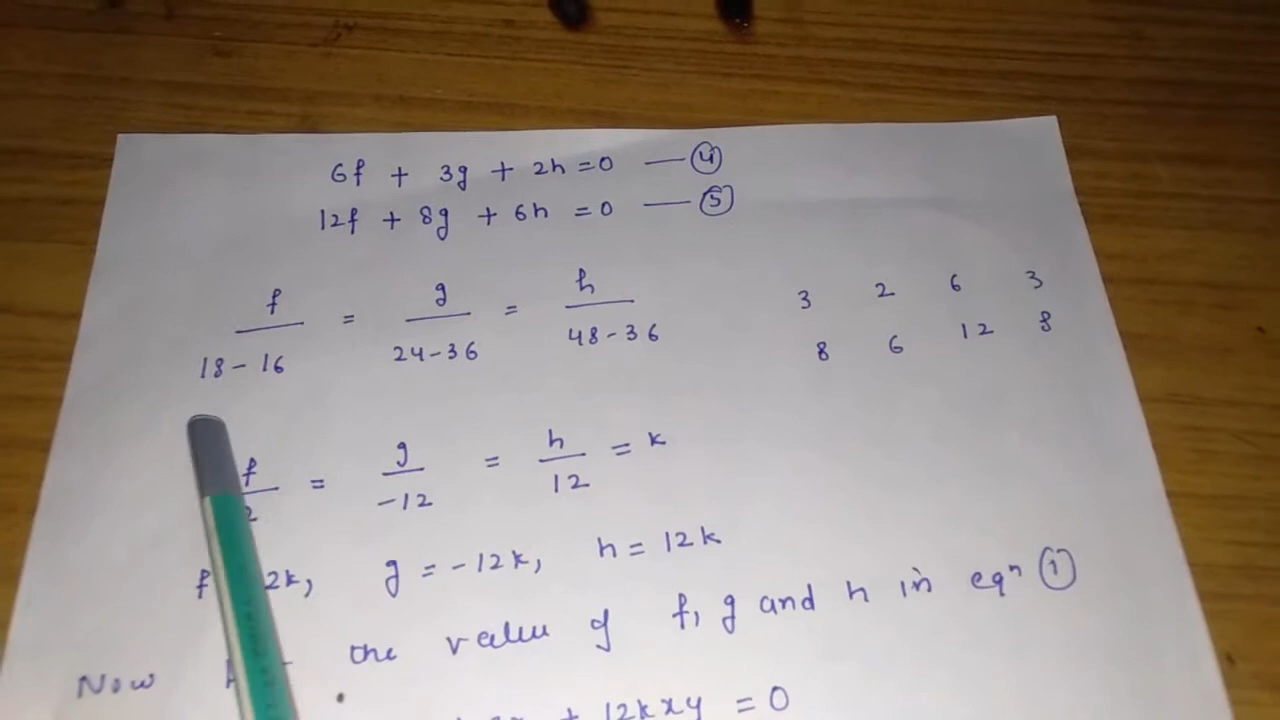 6f + 3g + 2h = 0 — ④
12f + 8g + 6h = 0 — ⑤
f/18-16 = g/24-36 = h/48-36
3 2 6 3
8 6 12 8
f/2 = g/-12 = h/12 = k
f 2k, g = -12k, h = 12k
Now the value of f, g and h in eqn ①
+ 12kxy = 0